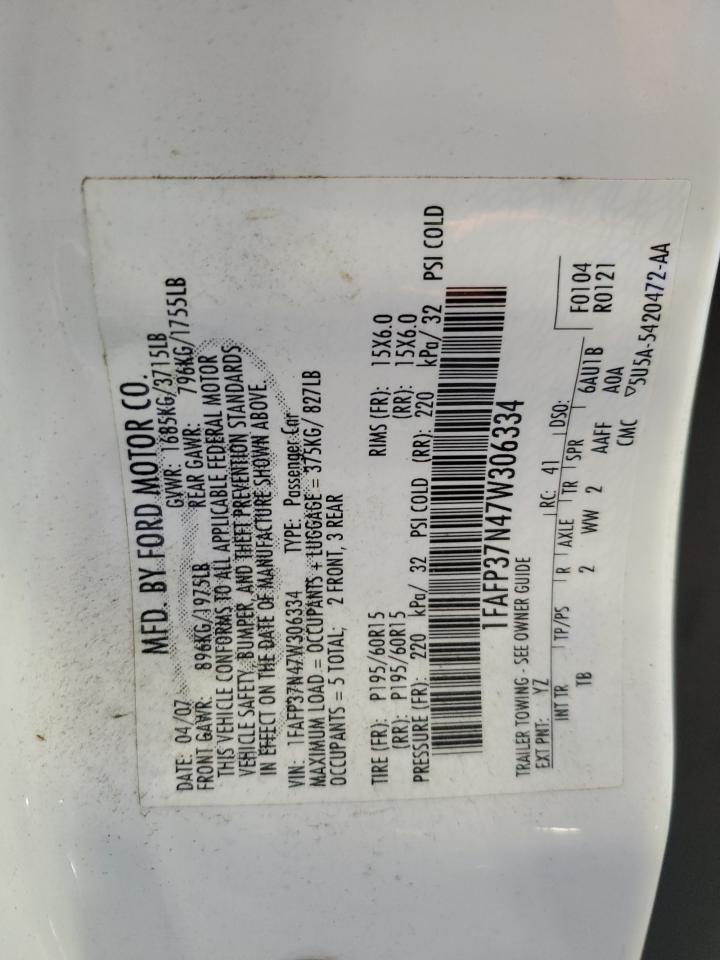 MFD. BY FORD MOTOR CO.
DATE: 04/07 GVWR: 1685KG/3715LB
FRONT GAWR: 896KG/1975LB REAR GAWR: 796KG/1755LB
THIS VEHICLE CONFORMS TO ALL APPLICABLE FEDERAL MOTOR
VEHICLE SAFETY, BUMPER, AND THEFT PREVENTION STANDARDS
IN EFFECT ON THE DATE OF MANUFACTURE SHOWN ABOVE.
VIN: 1FAFP37N47W306334 TYPE: Passenger Car
MAXIMUM LOAD = OCCUPANTS + LUGGAGE = 375KG/ 827LB
OCCUPANTS = 5 TOTAL; 2 FRONT, 3 REAR
TIRE (FR): P195/60R15 RIMS (FR): 15X6.0
(RR): P195/60R15 (RR): 15X6.0
PRESSURE (FR): 220 kPa/ 32 PSI COLD (RR): 220 kPa/ 32 PSI COLD
1FAFP37N47W306334
TRAILER TOWING - SEE OWNER GUIDE
EXT PNT: YZ RC: 41 DSO: F0104
INT TR TP/PS R AXLE TR SPR 6AU1B R0121
TB 2 WW 2 AAFF A0A
CMC ▽5U5A-5420472-AA